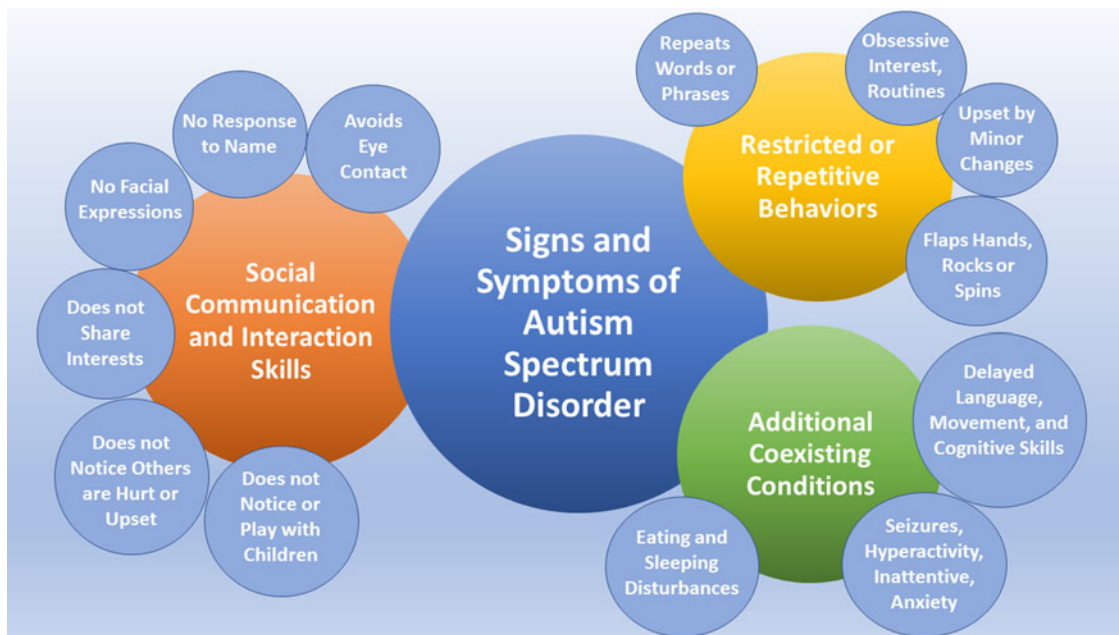 Signs and
Symptoms of
Autism
Spectrum
Disorder
Social
Communication
and Interaction
Skills
Avoids
Eye
Contact
No Response
to Name
No Facial
Expressions
Does not
Share
Interests
Does not
Notice Others
are Hurt or
Upset
Does not
Notice or
Play with
Children
Restricted or
Repetitive
Behaviors
Repeats
Words or
Phrases
Obsessive
Interest,
Routines
Upset by
Minor
Changes
Flaps Hands,
Rocks or
Spins
Additional
Coexisting
Conditions
Delayed
Language,
Movement, and
Cognitive Skills
Seizures,
Hyperactivity,
Inattentive,
Anxiety
Eating and
Sleeping
Disturbances